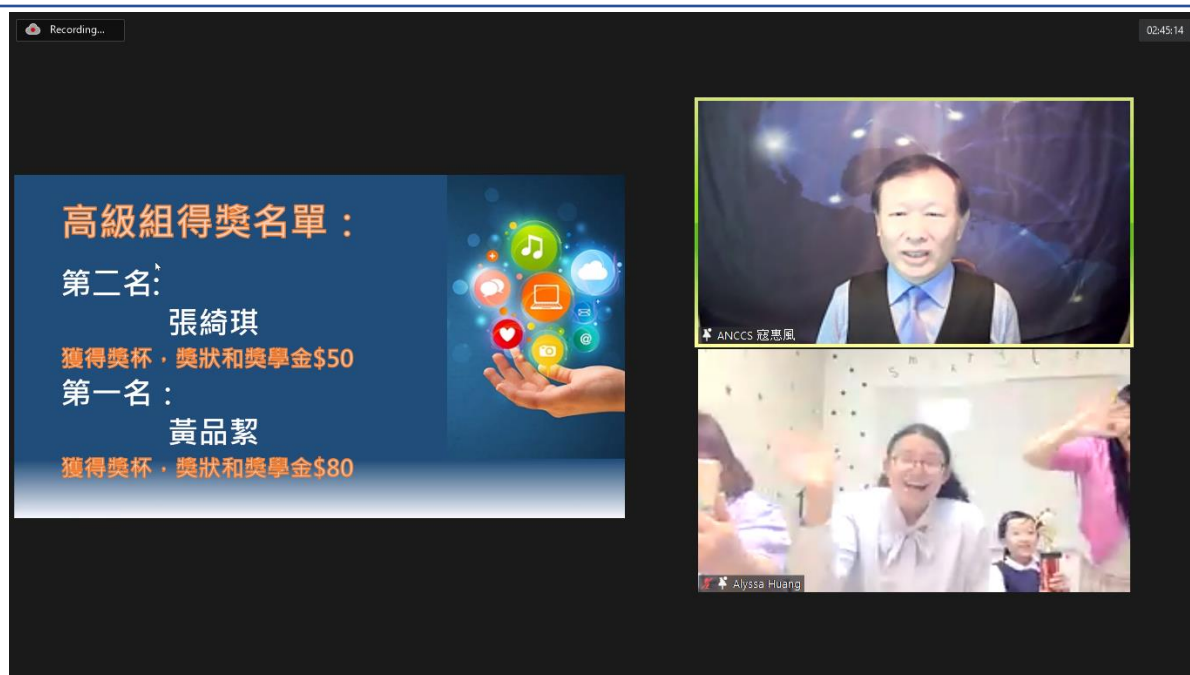 Recording...
02:45:14
高級組得獎名單：
第二名:
張綺琪
獲得獎杯，獎狀和獎學金$50
第一名：
黃品絜
獲得獎杯，獎狀和獎學金$80
ANCCS 寇惠風
s m a r t s l
Alyssa Huang